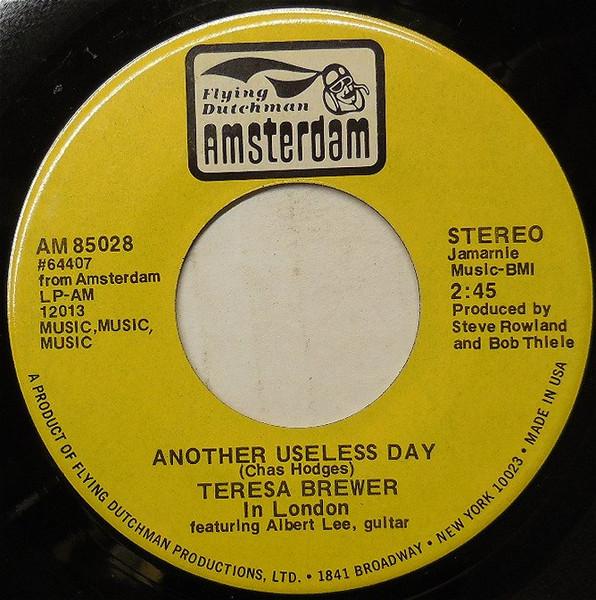 Flying
Dutchman
Amsterdam
AM 85028
#64407
from Amsterdam
LP-AM
12013
MUSIC, MUSIC,
MUSIC
STEREO
Jamarnie
Music-BMI
2:45
Produced by
Steve Rowland
and Bob Thiele
ANOTHER USELESS DAY
(Chas Hodges)
TERESA BREWER
In London
featuring Albert Lee, guitar
A PRODUCT OF FLYING DUTCHMAN PRODUCTIONS, LTD. • 1841 BROADWAY • NEW YORK 10023 • MADE IN USA